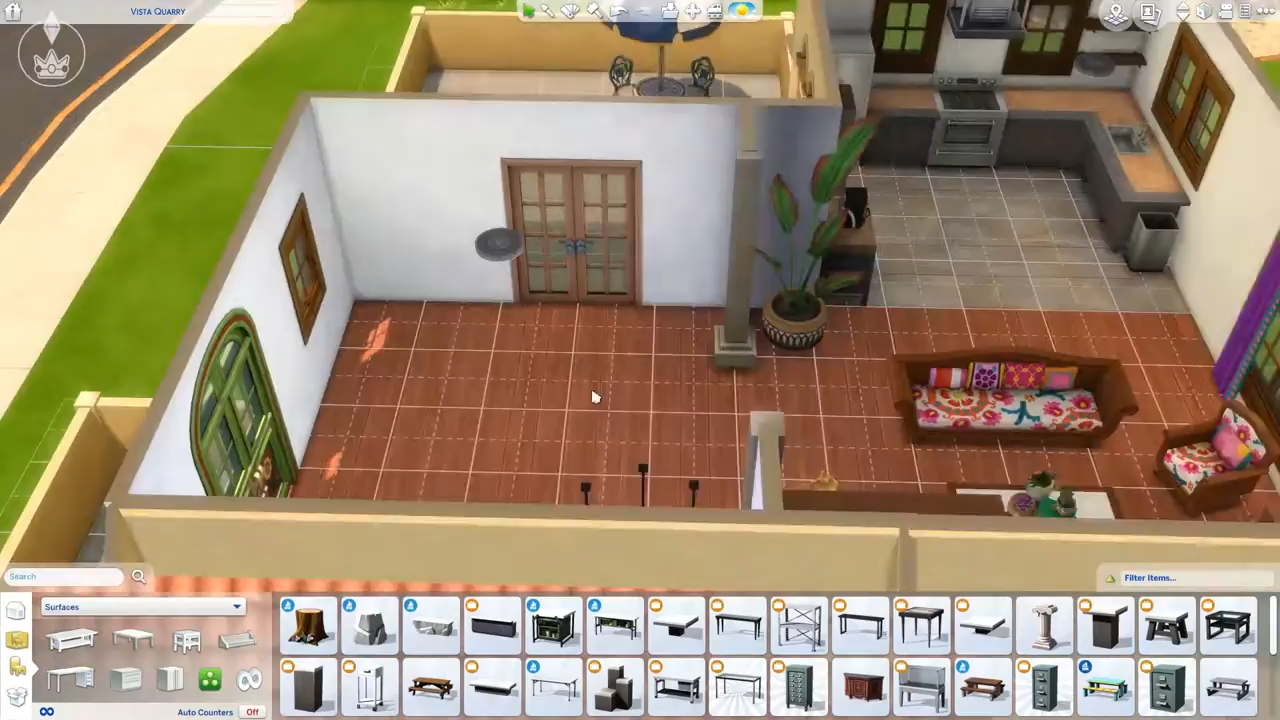 VISTA QUARRY
Search
Filter Items...
Surfaces
Auto Counters
Off